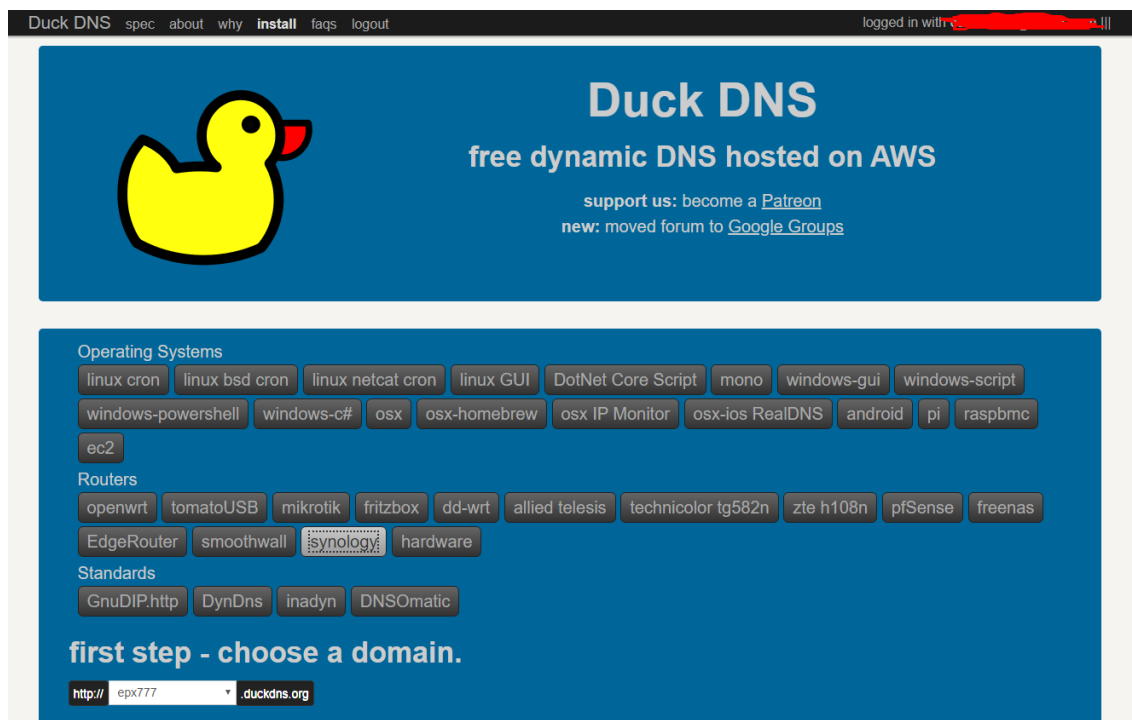 Duck DNS spec about why install faqs logout logged in with |||
Duck DNS
free dynamic DNS hosted on AWS
support us: become a Patreon
new: moved forum to Google Groups
Operating Systems
linux cron linux bsd cron linux netcat cron linux GUI DotNet Core Script mono windows-gui windows-script
windows-powershell windows-c# osx osx-homebrew osx IP Monitor osx-ios RealDNS android pi raspbmc
ec2
Routers
openwrt tomatoUSB mikrotik fritzbox dd-wrt allied telesis technicolor tg582n zte h108n pfSense freenas
EdgeRouter smoothwall synology hardware
Standards
GnuDIP.http DynDns inadyn DNSOmatic
first step - choose a domain.
http:// epx777 .duckdns.org